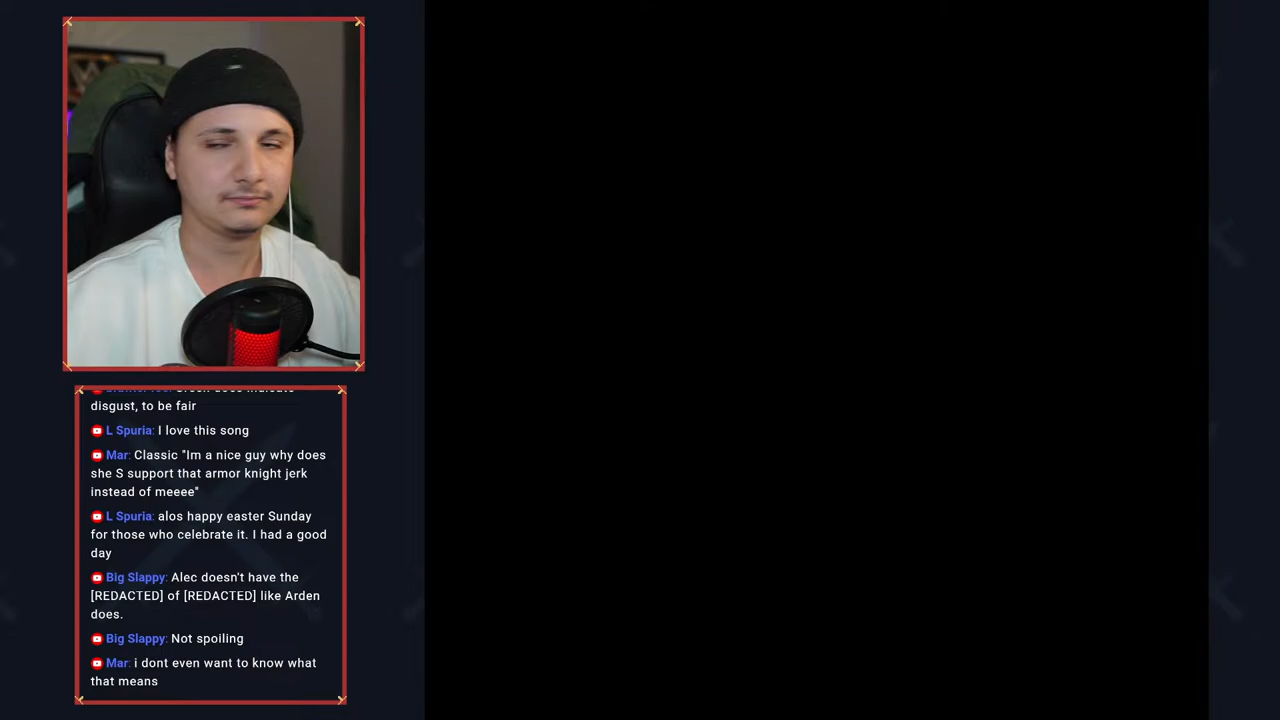 disgust, to be fair
L Spuria: I love this song
Mar: Classic "Im a nice guy why does
she S support that armor knight jerk
instead of meeee"
L Spuria: alos happy easter Sunday
for those who celebrate it. I had a good
day
Big Slappy: Alec doesn't have the
[REDACTED] of [REDACTED] like Arden
does.
Big Slappy: Not spoiling
Mar: i dont even want to know what
that means